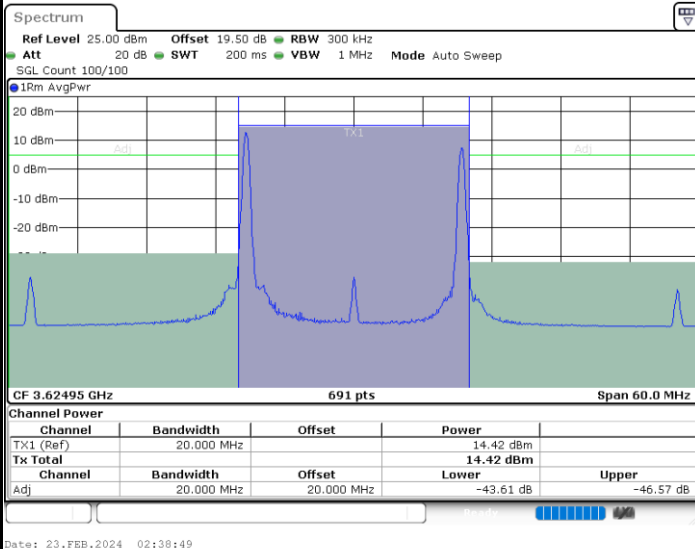 Spectrum
Ref Level 25.00 dBm Offset 19.50 dB RBW 300 kHz
Att 20 dB SWT 200 ms VBW 1 MHz Mode Auto Sweep
SGL Count 100/100
1Rm AvgPwr
20 dBm
TX1
10 dBm
Adj Adj
0 dBm
-10 dBm
-20 dBm
CF 3.62495 GHz 691 pts Span 60.0 MHz
Channel Power
Channel Bandwidth Offset Power
TX1 (Ref) 20.000 MHz 14.42 dBm
Tx Total 14.42 dBm
Channel Bandwidth Offset Lower Upper
Adj 20.000 MHz 20.000 MHz -43.61 dB -46.57 dB
Ready
Date: 23.FEB.2024 02:38:49